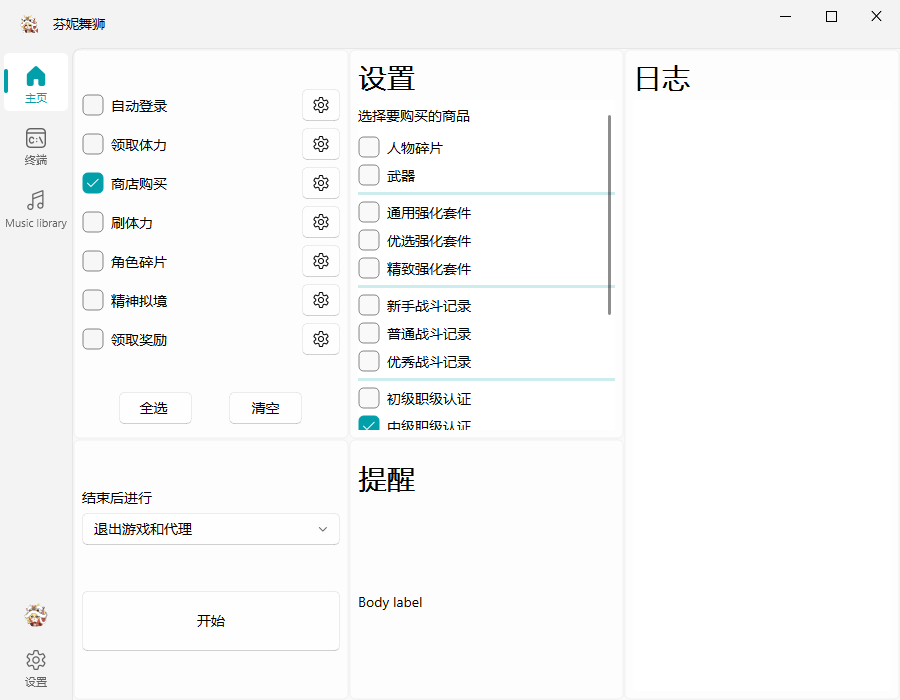 芬妮舞狮
主页
终端
Music library
设置
自动登录
领取体力
商店购买
刷体力
角色碎片
精神拟境
领取奖励
全选
清空
结束后进行
退出游戏和代理
开始
设置
选择要购买的商品
人物碎片
武器
通用强化套件
优选强化套件
精致强化套件
新手战斗记录
普通战斗记录
优秀战斗记录
初级职级认证
中级职级认证
提醒
Body label
日志